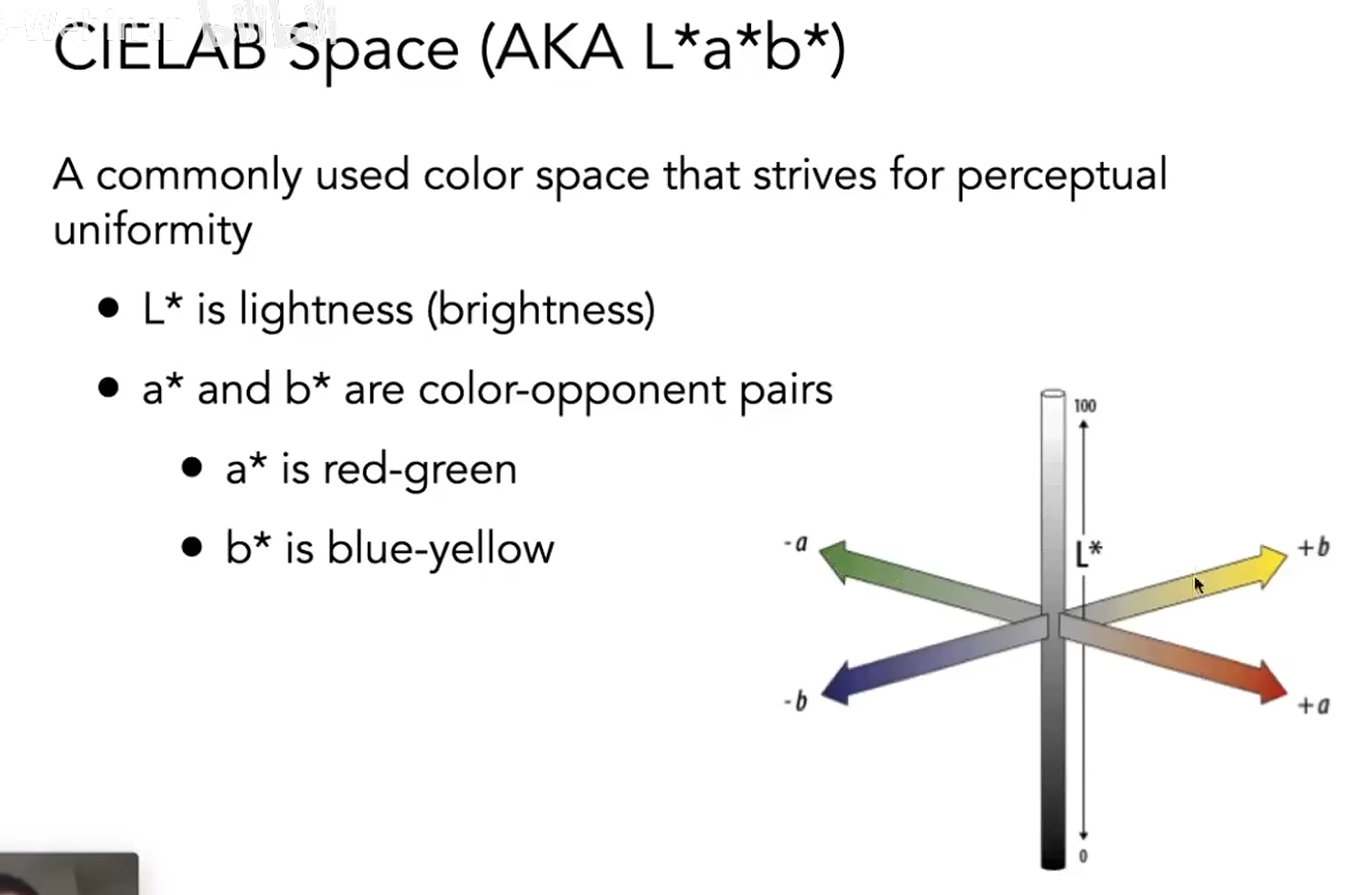 CIELAB Space (AKA L*a*b*)
A commonly used color space that strives for perceptual
uniformity
● L* is lightness (brightness)
● a* and b* are color-opponent pairs
● a* is red-green
● b* is blue-yellow
100
L*
-a
+b
-b
+a
0